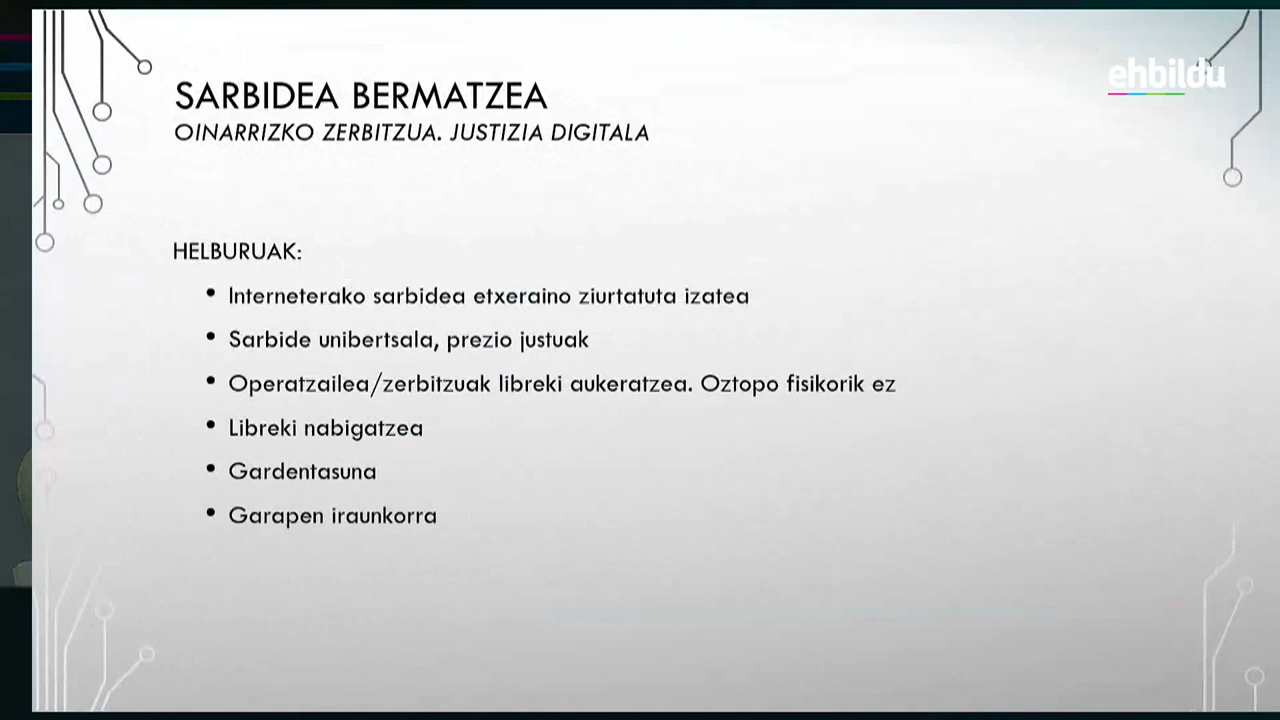 ehbildu
SARBIDEA BERMATZEA
OINARRIZKO ZERBITZUA. JUSTIZIA DIGITALA
HELBURUAK:
• Interneterako sarbidea etxeraino ziurtatuta izatea
• Sarbide unibertsala, prezio justuak
• Operatzailea/zerbitzuak libreki aukeratzea. Oztopo fisikorik ez
• Libreki nabigatzea
• Gardentasuna
• Garapen iraunkorra